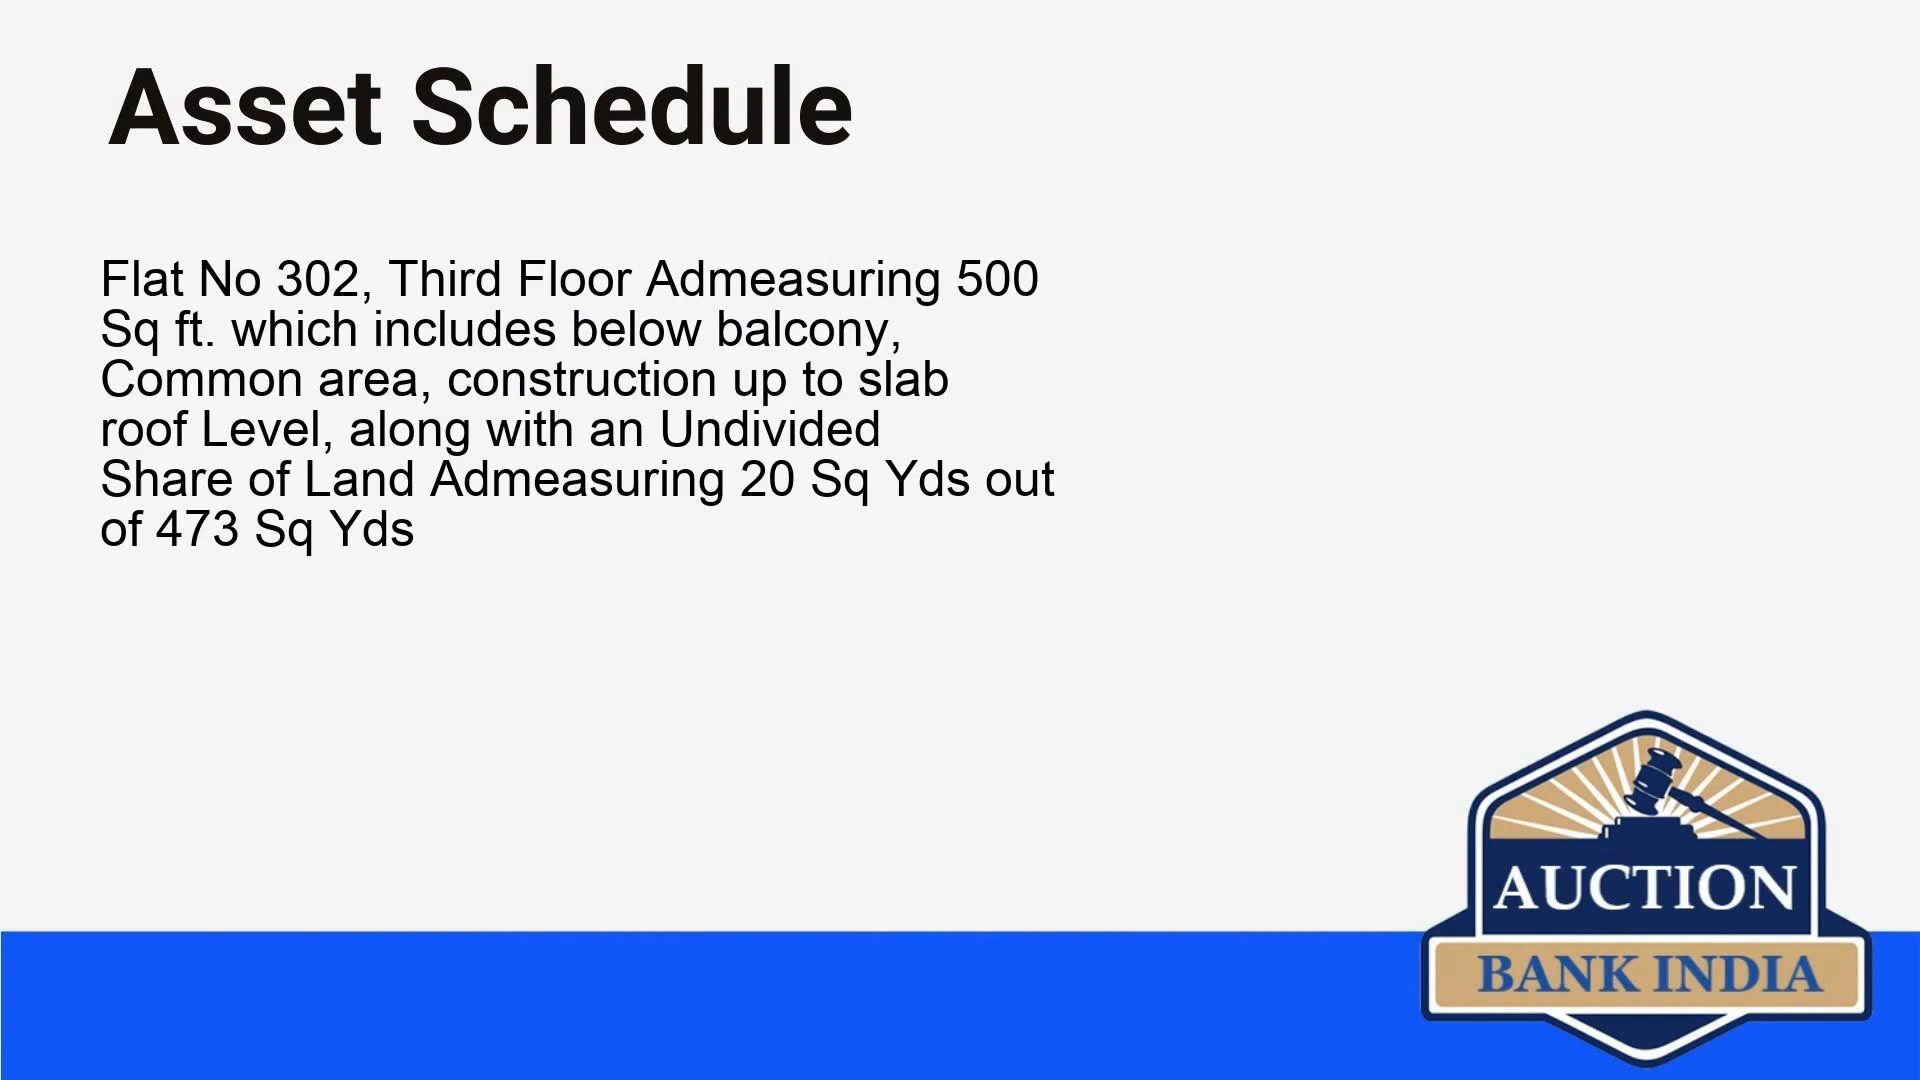 Asset Schedule
Flat No 302, Third Floor Admeasuring 500
Sq ft. which includes below balcony,
Common area, construction up to slab
roof Level, along with an Undivided
Share of Land Admeasuring 20 Sq Yds out
of 473 Sq Yds
AUCTION
BANK INDIA